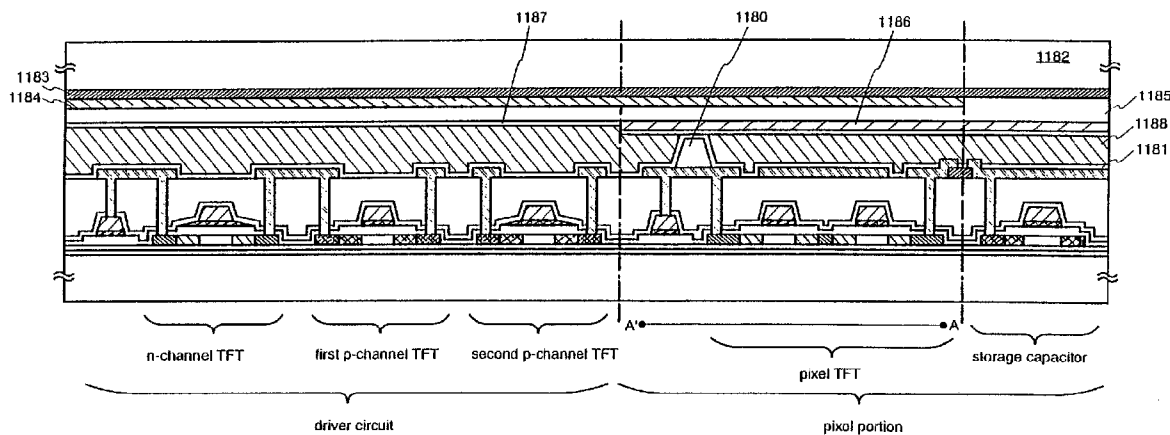 1187
1180
1186
1182
1183
1184
1185
1188
1181
A'
A
n-channel TFT
first p-channel TFT
second p-channel TFT
pixel TFT
storage capacitor
driver circuit
pixol portion